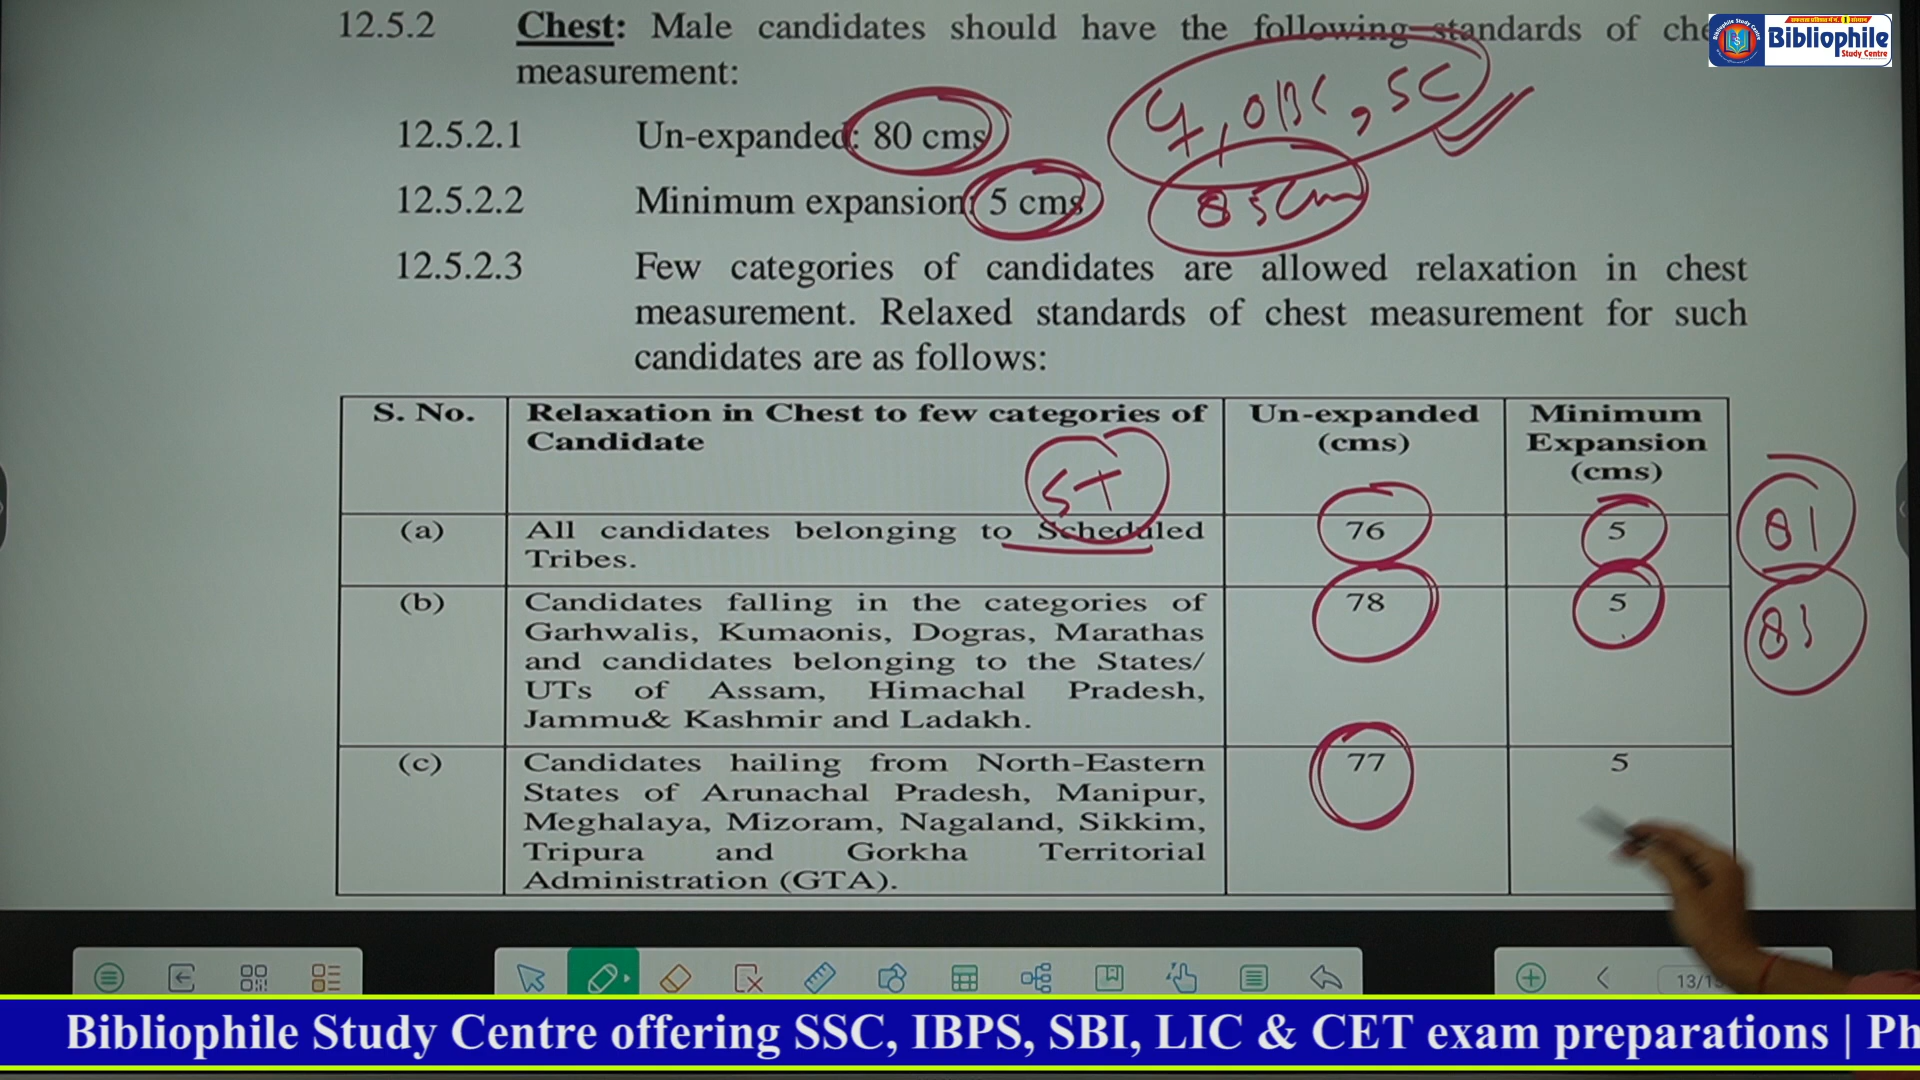 12.5.2 Chest: Male candidates should have the following standards of che
measurement:
Bibliophile
Study Centre
12.5.2.1 Un-expanded: 80 cms
G, OBC, SC
12.5.2.2 Minimum expansion: 5 cms
85cm
12.5.2.3 Few categories of candidates are allowed relaxation in chest
measurement. Relaxed standards of chest measurement for such
candidates are as follows:
S. No. Relaxation in Chest to few categories of Candidate Un-expanded (cms) Minimum Expansion (cms)
ST
(a) All candidates belonging to Scheduled 76 5 81
Tribes.
(b) Candidates falling in the categories of 78 5 83
Garhwalis, Kumaonis, Dogras, Marathas
and candidates belonging to the States/
UTs of Assam, Himachal Pradesh,
Jammu& Kashmir and Ladakh.
(c) Candidates hailing from North-Eastern 77 5
States of Arunachal Pradesh, Manipur,
Meghalaya, Mizoram, Nagaland, Sikkim,
Tripura and Gorkha Territorial
Administration (GTA).
Bibliophile Study Centre offering SSC, IBPS, SBI, LIC & CET exam preparations | Ph